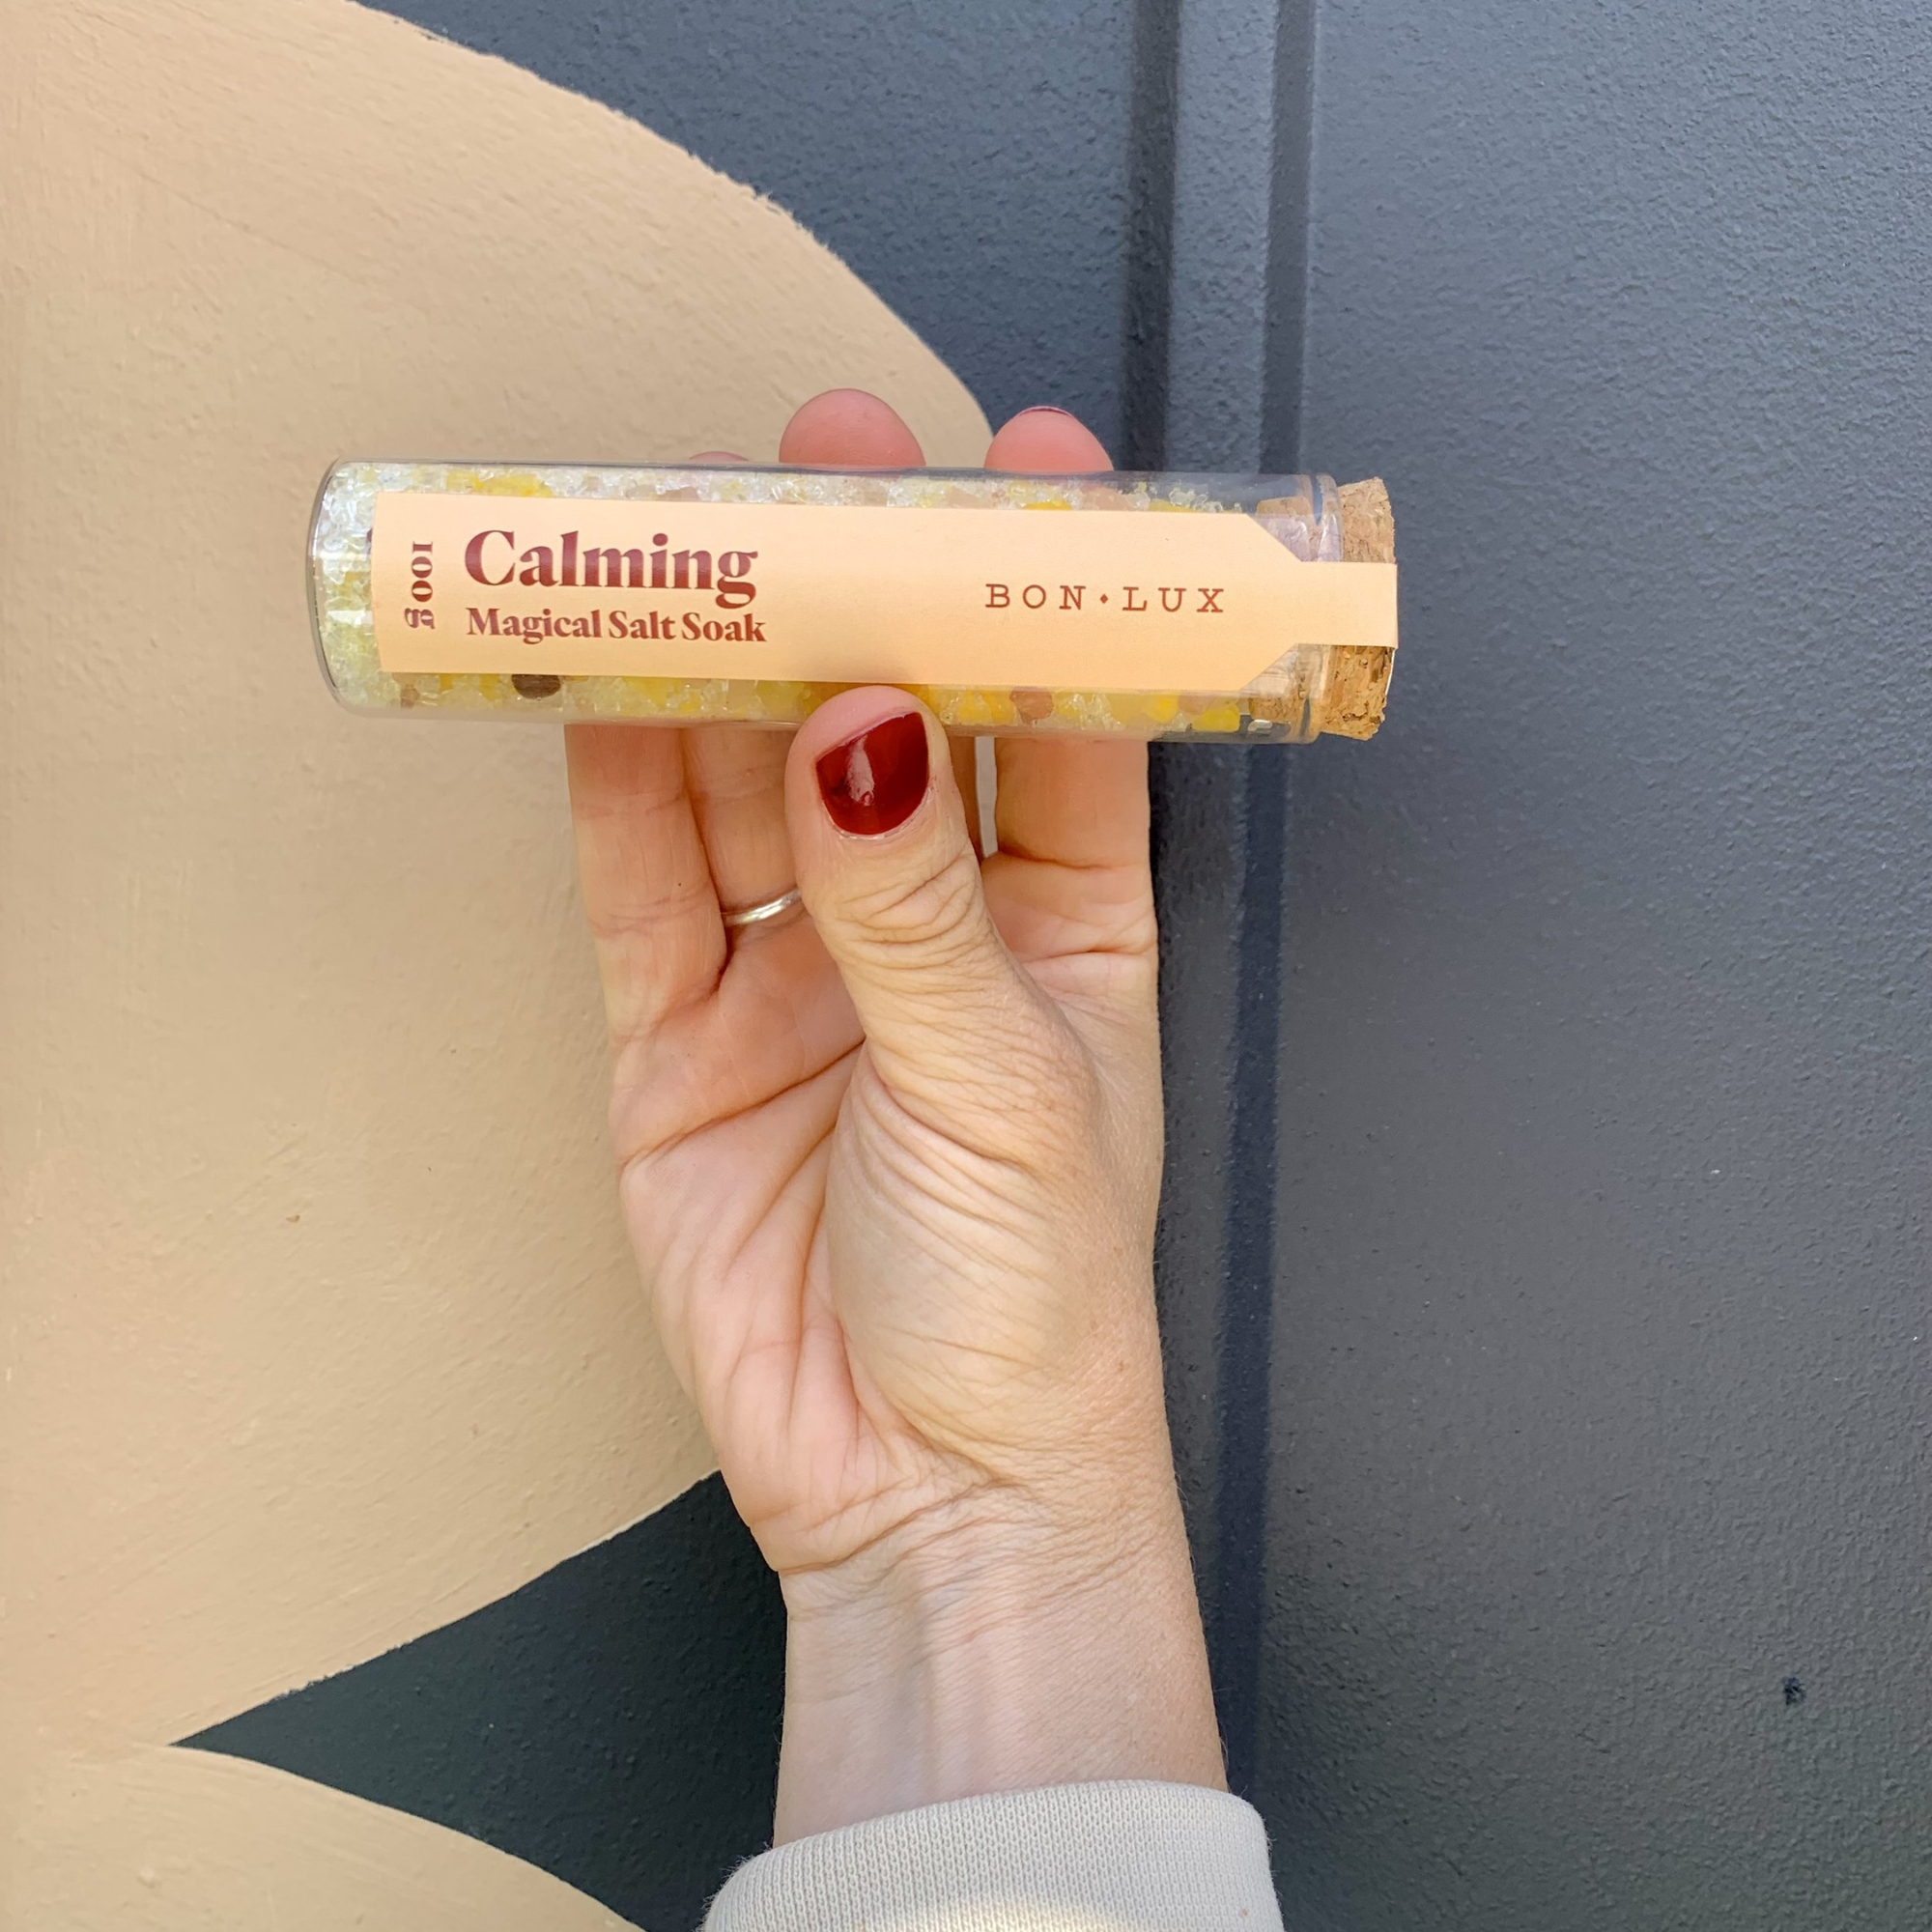 100g
Calming
Magical Salt Soak
BON⬩LUX